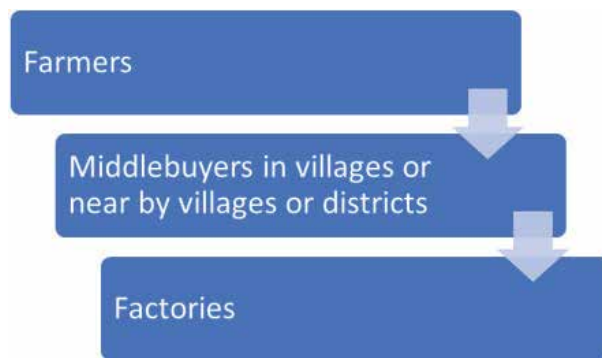 Farmers
Middlebuyers in villages or
near by villages or districts
Factories